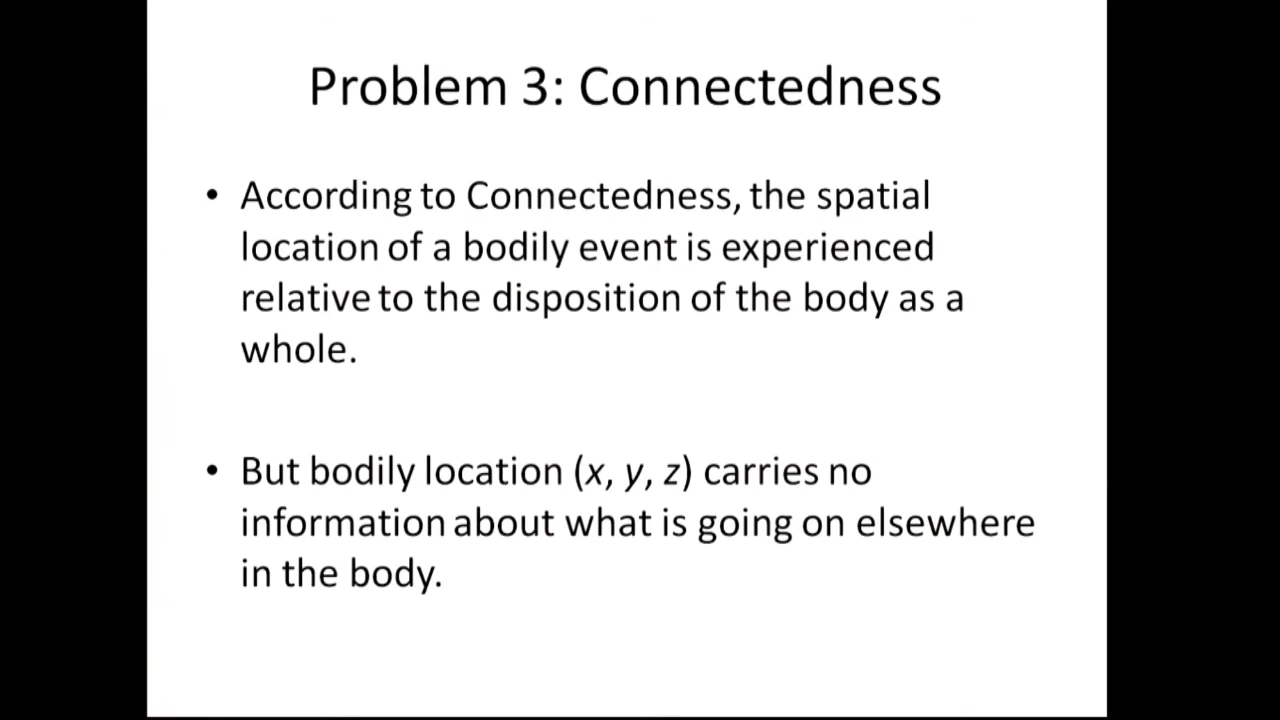 Problem 3: Connectedness
• According to Connectedness, the spatial
location of a bodily event is experienced
relative to the disposition of the body as a
whole.
• But bodily location (x, y, z) carries no
information about what is going on elsewhere
in the body.